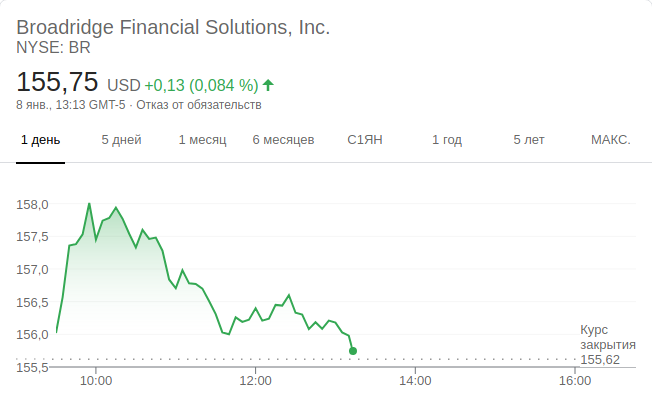 Broadridge Financial Solutions, Inc.
NYSE: BR
155,75 USD +0,13 (0,084 %)
8 янв., 13:13 GMT-5 · Отказ от обязательств
1 день 5 дней 1 месяц 6 месяцев С1ЯН 1 год 5 лет МАКС.
158,0
157,5
157,0
156,5
156,0
155,5
Курс
закрытия
155,62
10:00 12:00 14:00 16:00